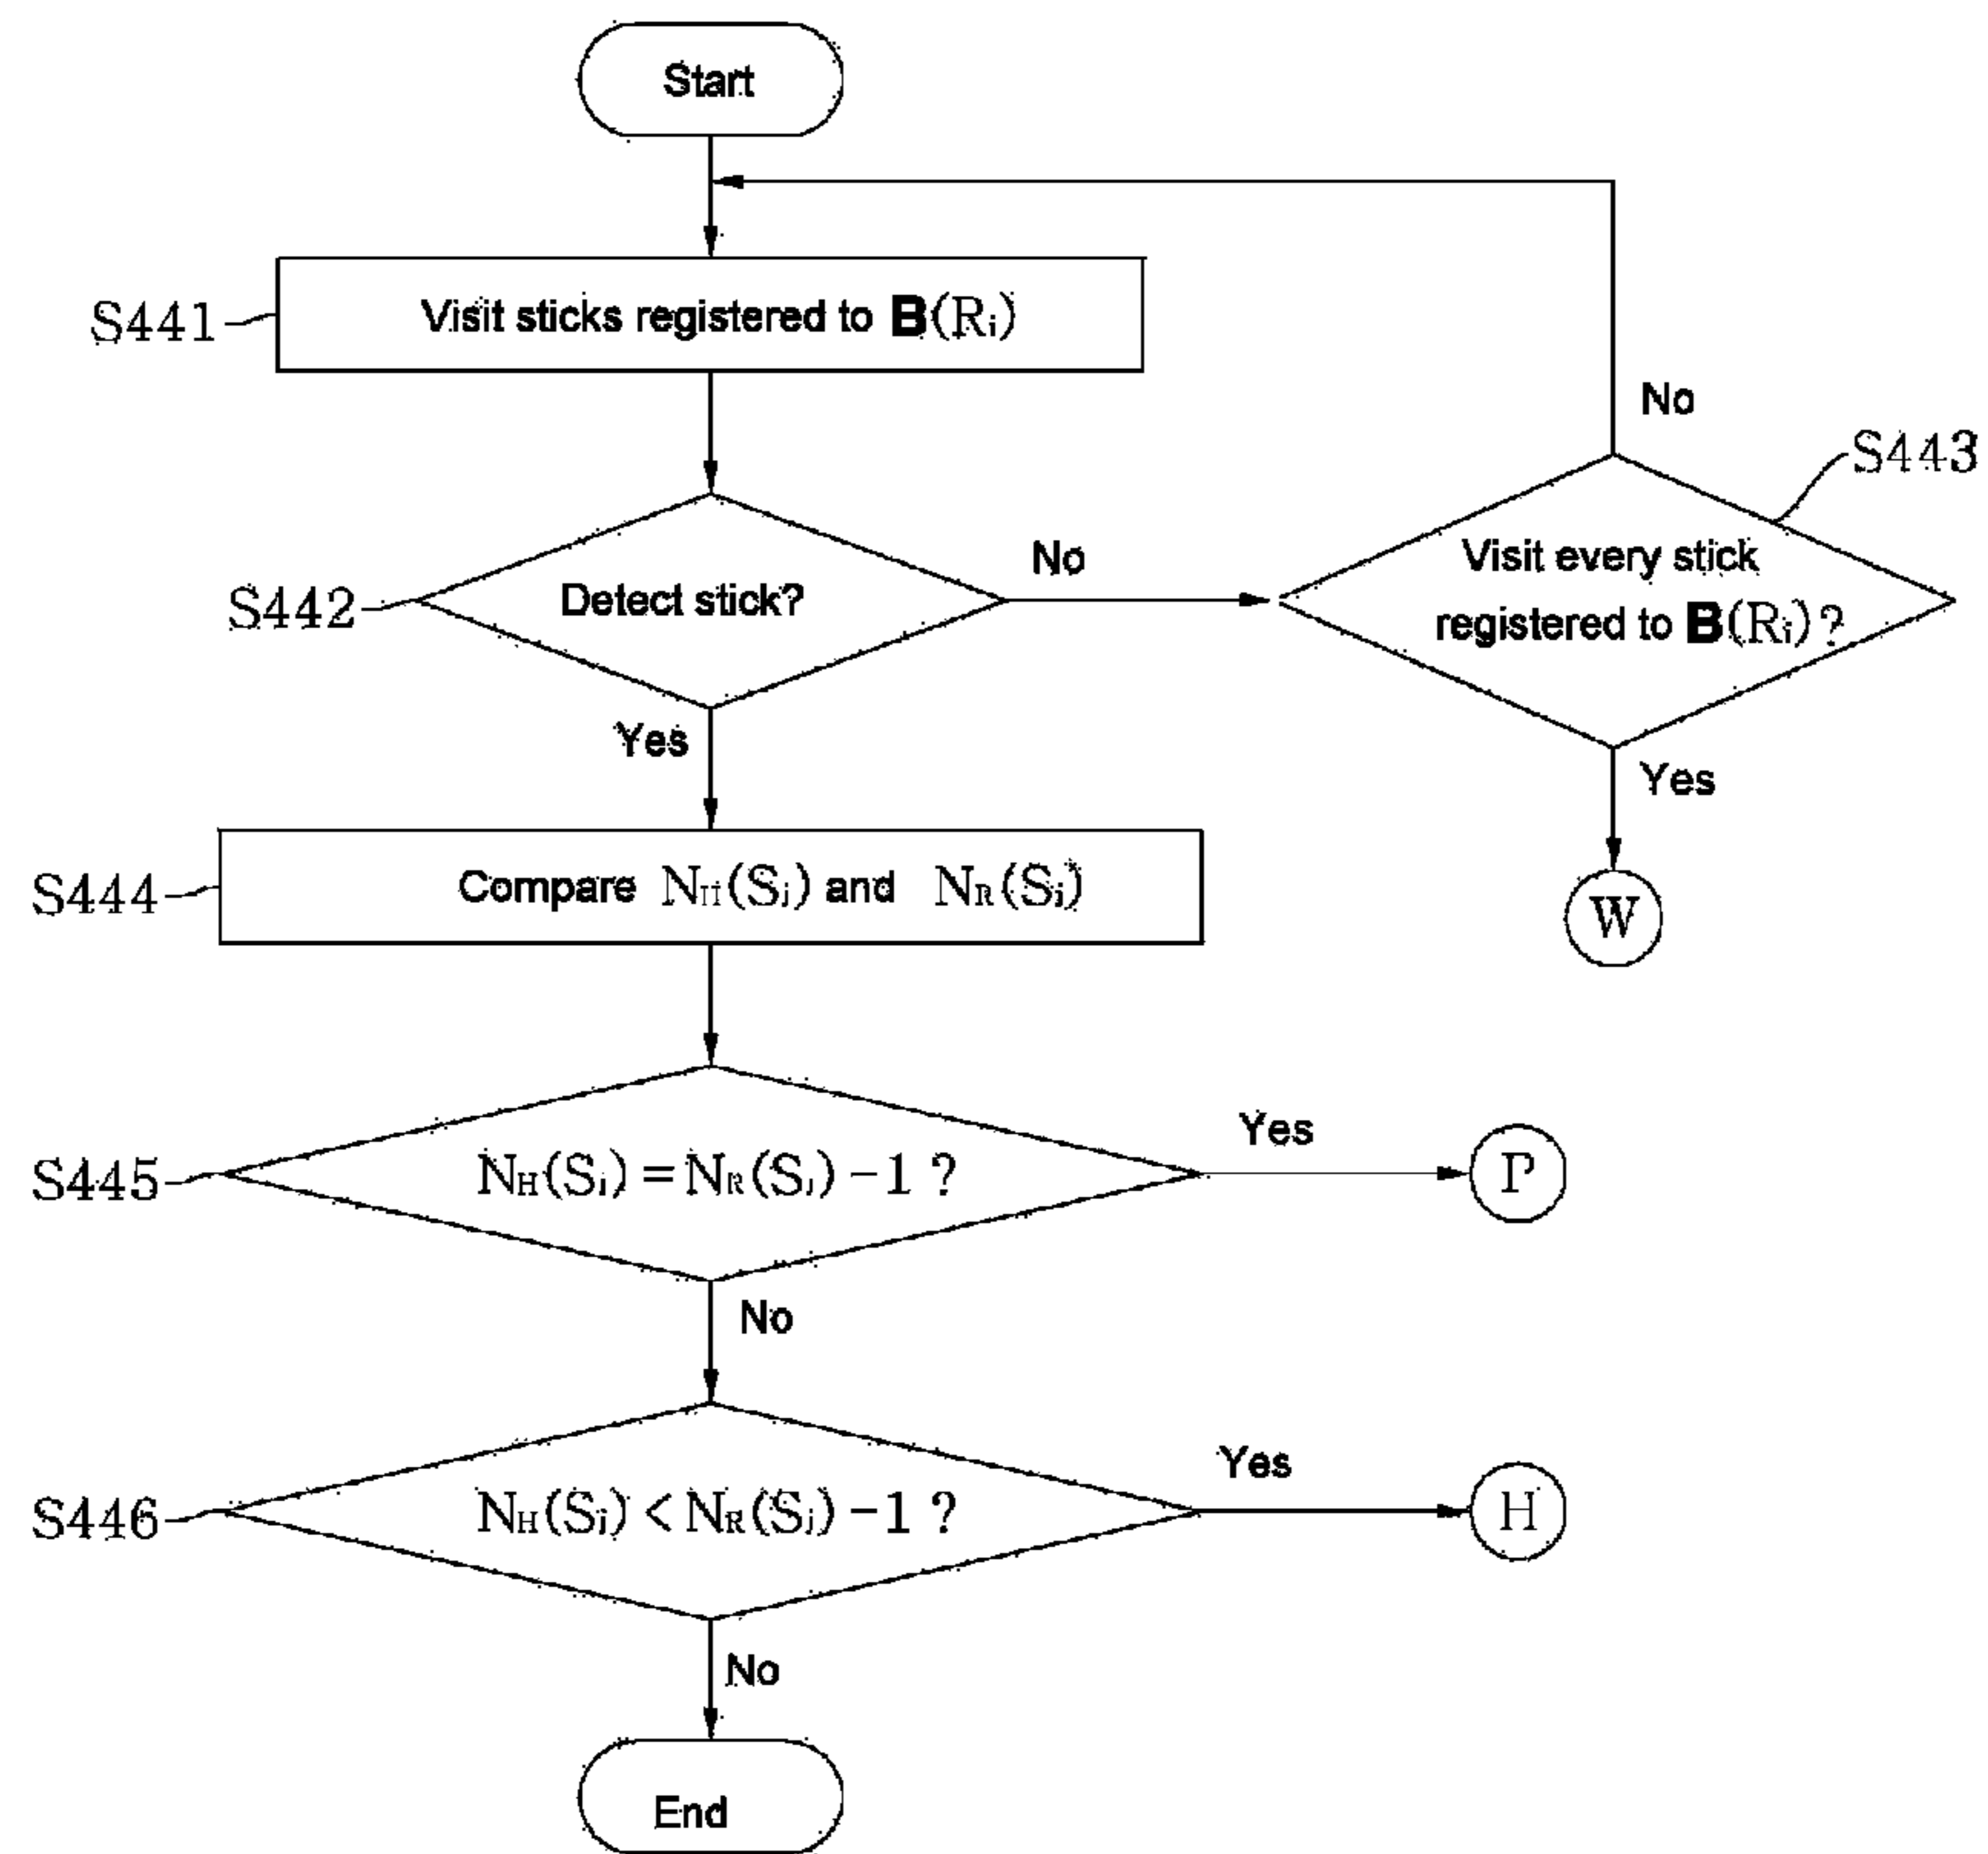 Start
S441
Visit sticks registered to B(Ri)
No
S443
S442
Detect stick?
No
Visit every stick
registered to B(Ri)?
Yes
Yes
S444
Compare NH(Sj) and NR(Sj)
W
S445
NH(Sj)=NR(Sj)-1?
Yes
P
No
S446
NH(Sj)<NR(Sj)-1?
Yes
H
No
End